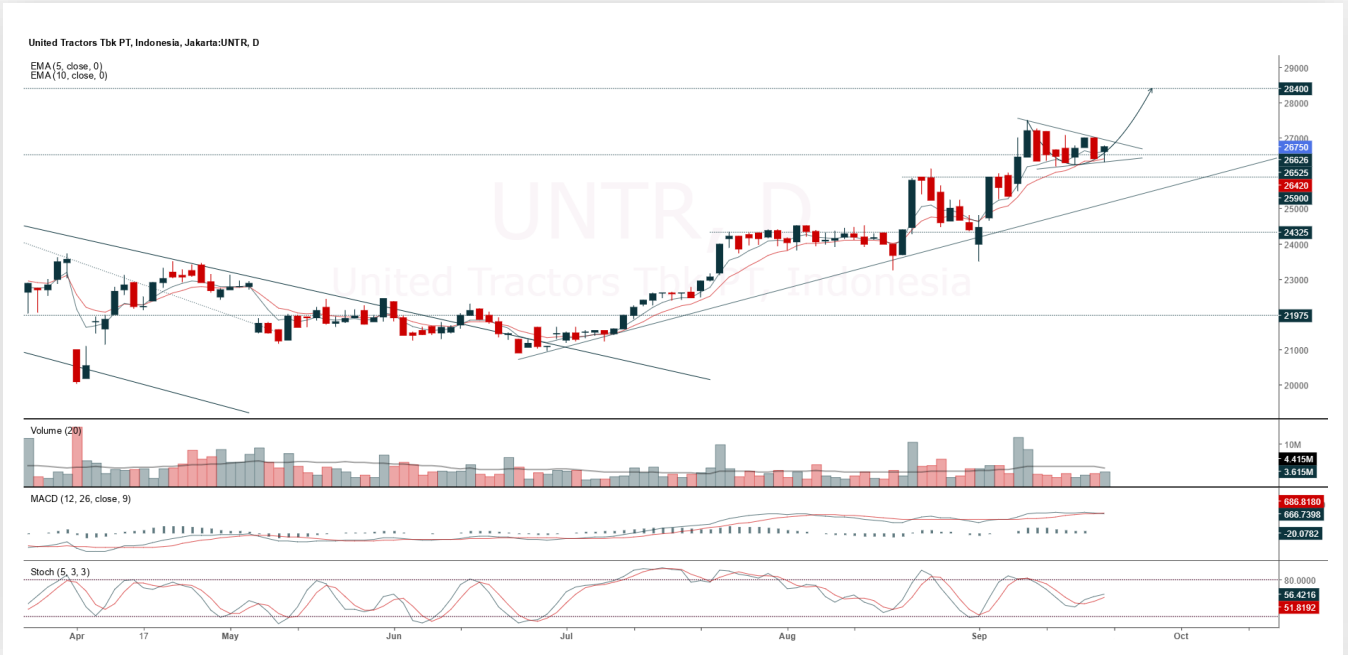 United Tractors Tbk PT, Indonesia, Jakarta:UNTR, D
EMA (5, close, 0)
EMA (10, close, 0)
UNTR, D
United Tractors Tbk PT, Indonesia
29000
28400
28000
27000
26750
26626
26525
26420
25900
25000
24325
24000
23000
21975
21000
20000
Volume (20)
10M
4.415M
3.615M
MACD (12, 26, close, 9)
686.8180
666.7398
-20.0782
Stoch (5, 3, 3)
80.0000
56.4216
51.8192
Apr 17 May Jun Jul Aug Sep Oct